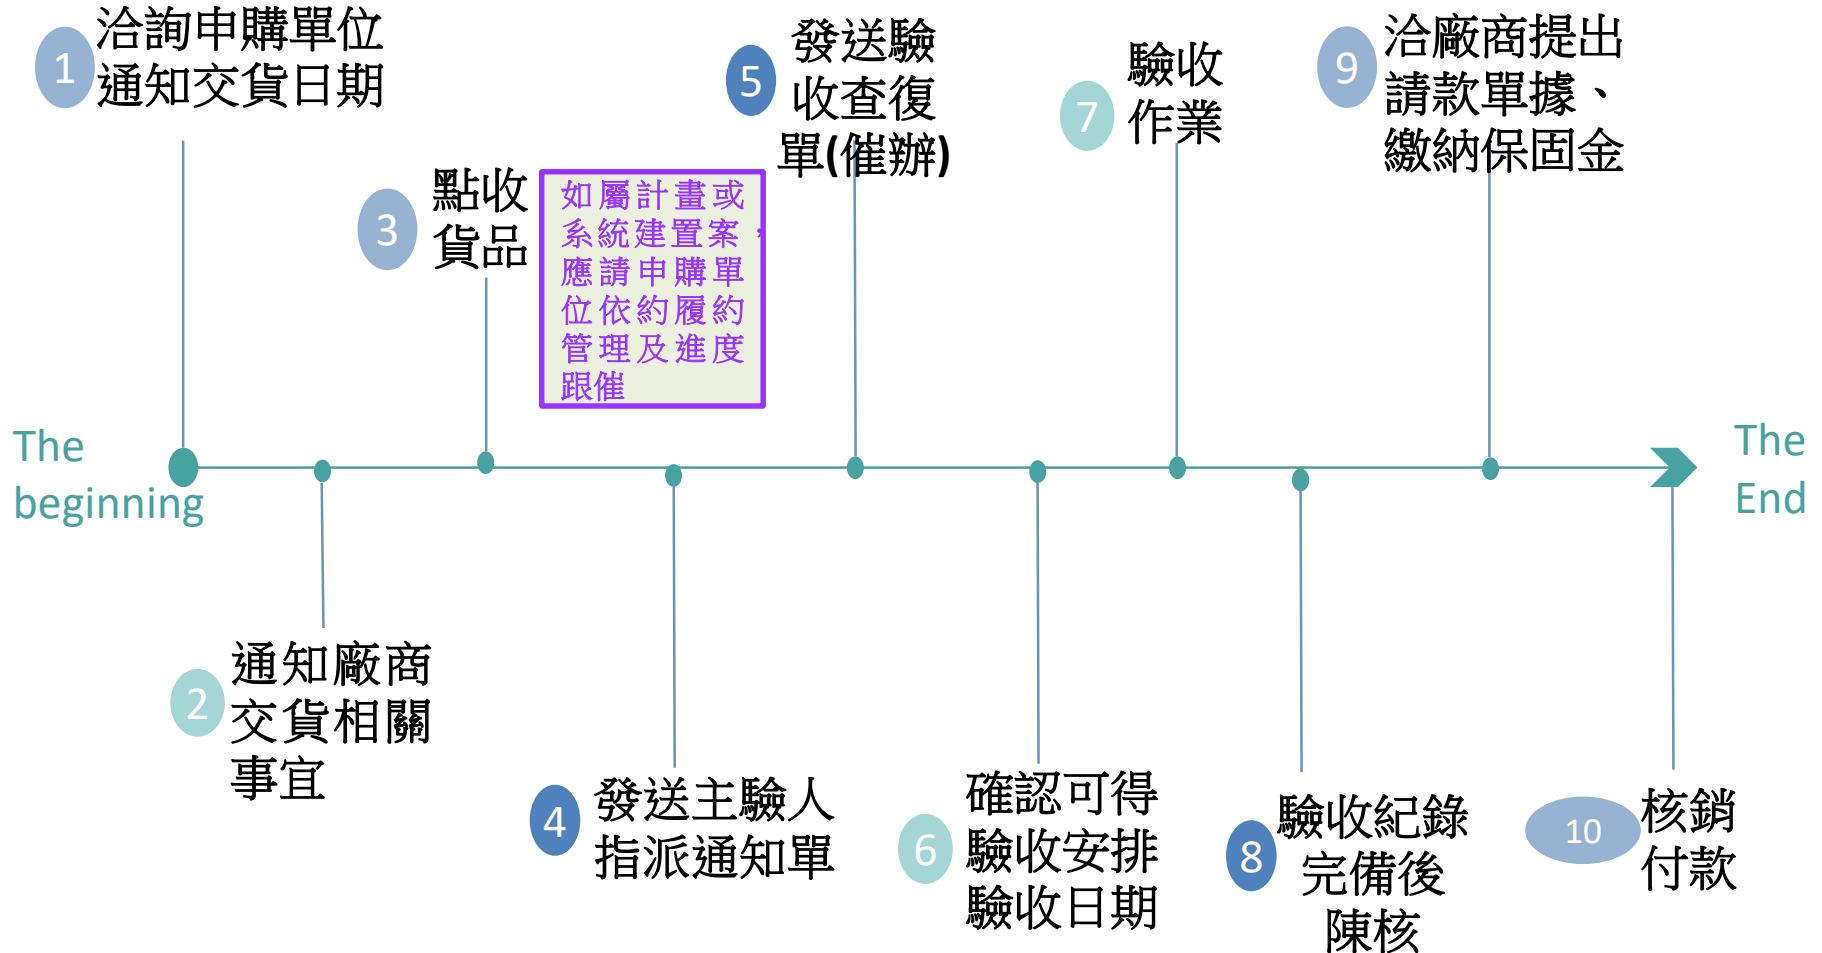 1
洽詢申購單位
通知交貨日期
2
通知廠商
交貨相關
事宜
3
點收
貨品
如屬計畫或
系統建置案，
應請申購單
位依約履約
管理及進度
跟催
4
發送主驗人
指派通知單
5
發送驗
收查復
單(催辦)
6
確認可得
驗收安排
驗收日期
7
驗收
作業
8
驗收紀錄
完備後
陳核
9
洽廠商提出
請款單據、
繳納保固金
10
核銷
付款
The
beginning
The
End